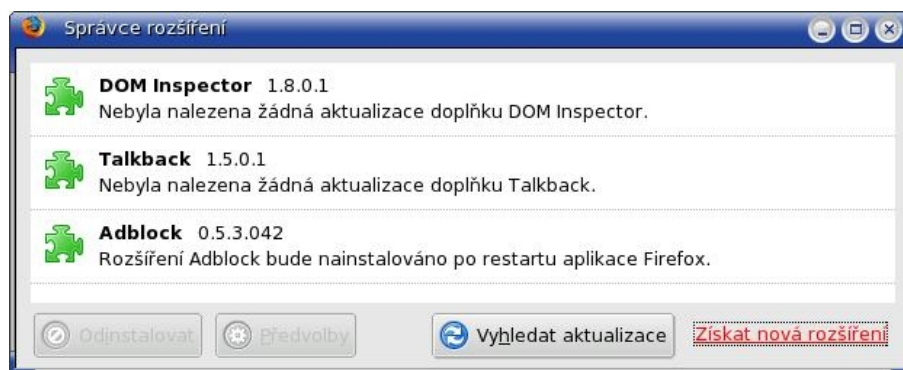 Správce rozšíření
DOM Inspector 1.8.0.1
Nebyla nalezena žádná aktualizace doplňku DOM Inspector.
Talkback 1.5.0.1
Nebyla nalezena žádná aktualizace doplňku Talkback.
Adblock 0.5.3.042
Rozšíření Adblock bude nainstalováno po restartu aplikace Firefox.
Odinstalovat Předvolby Vyhledat aktualizace Získat nová rozšíření